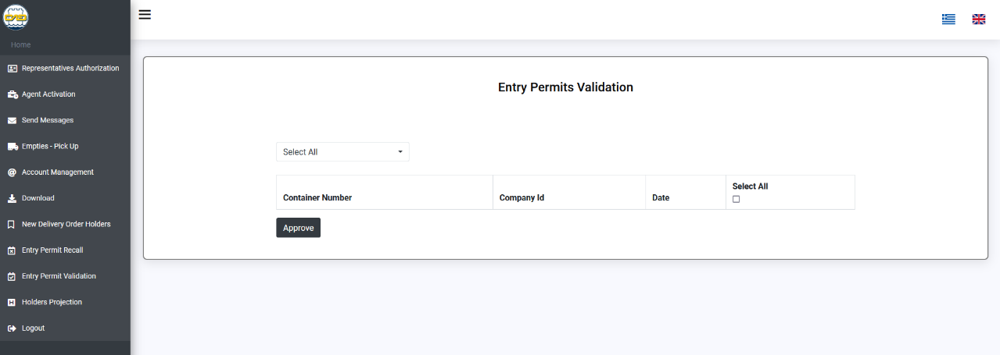 Home
Representatives Authorization
Agent Activation
Send Messages
Empties - Pick Up
Account Management
Download
New Delivery Order Holders
Entry Permit Recall
Entry Permit Validation
Holders Projection
Logout
Entry Permits Validation
Select All
Container Number
Company Id
Date
Select All
Approve